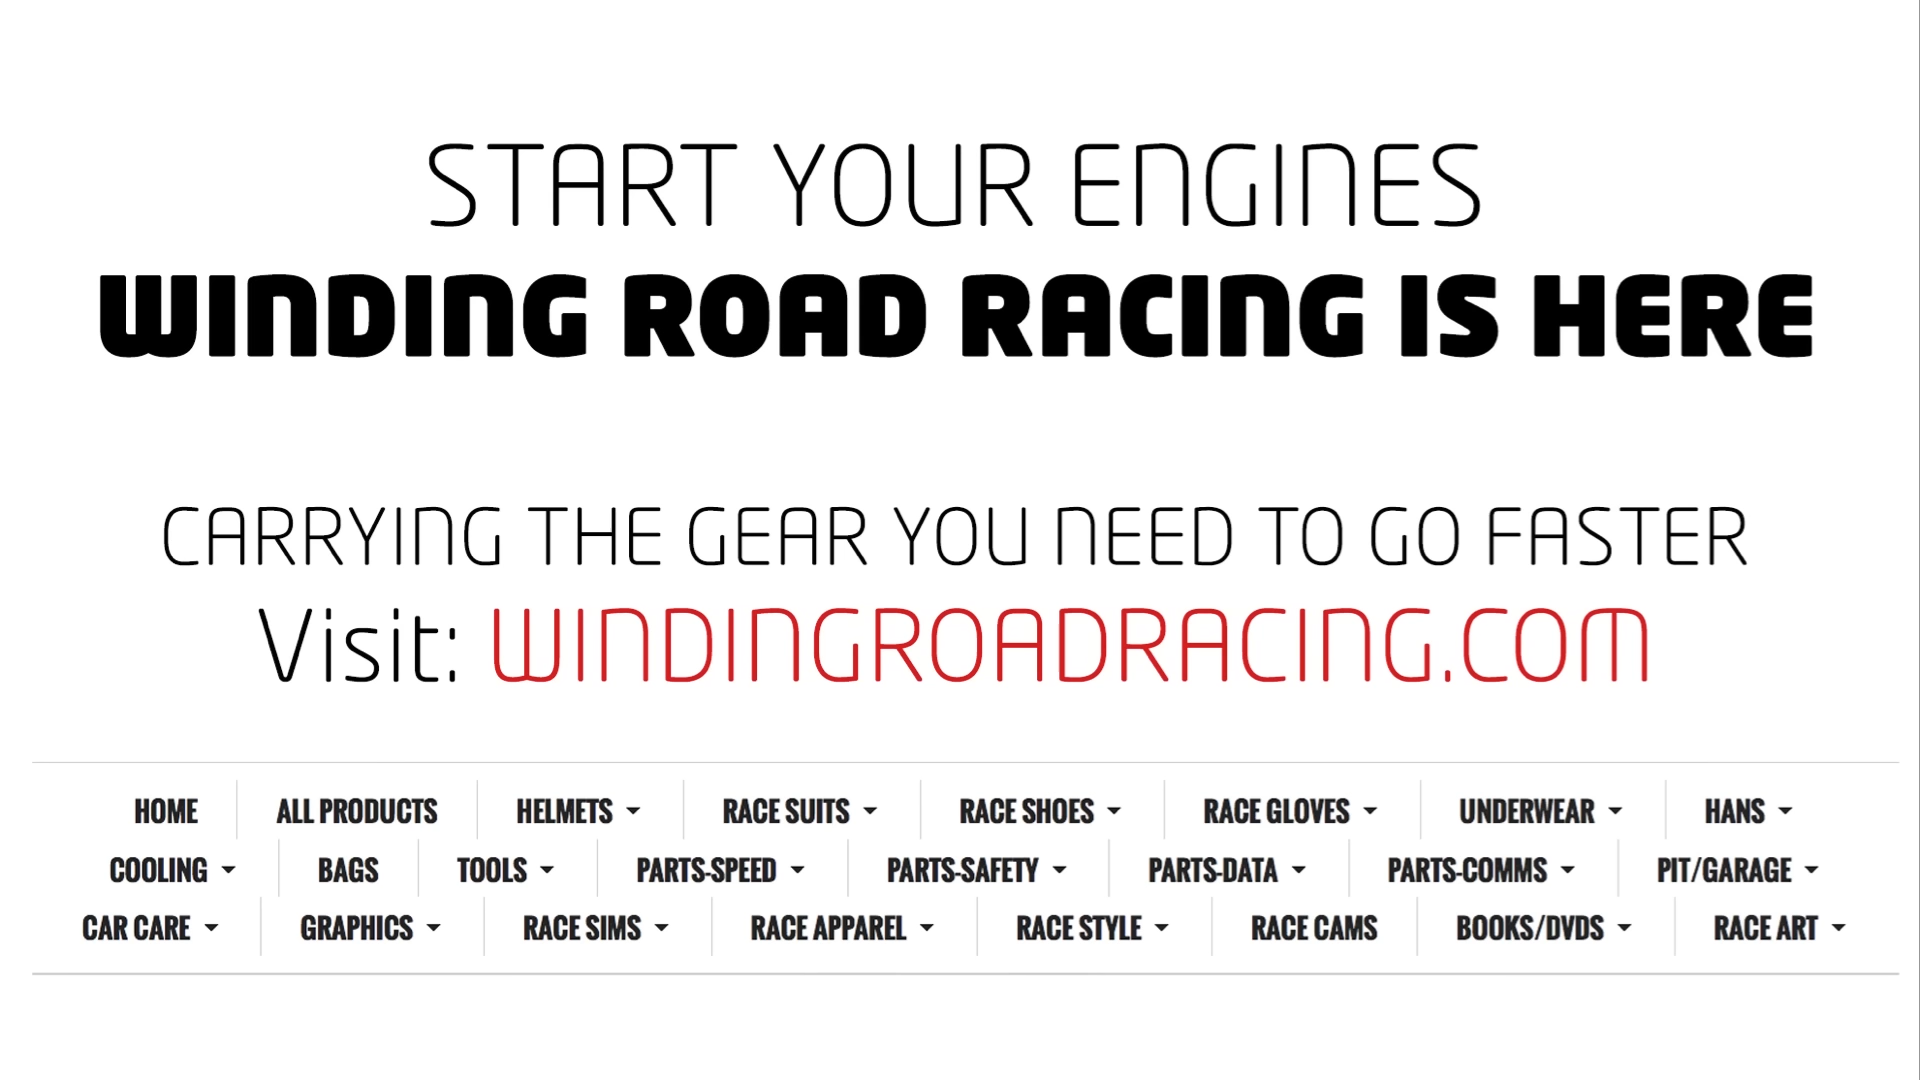 START YOUR ENGINES
WINDING ROAD RACING IS HERE
CARRYING THE GEAR YOU NEED TO GO FASTER
Visit: WINDINGROADRACING.COM
HOME ALL PRODUCTS HELMETS RACE SUITS RACE SHOES RACE GLOVES UNDERWEAR HANS
COOLING BAGS TOOLS PARTS-SPEED PARTS-SAFETY PARTS-DATA PARTS-COMMS PIT/GARAGE
CAR CARE GRAPHICS RACE SIMS RACE APPAREL RACE STYLE RACE CAMS BOOKS/DVDS RACE ART